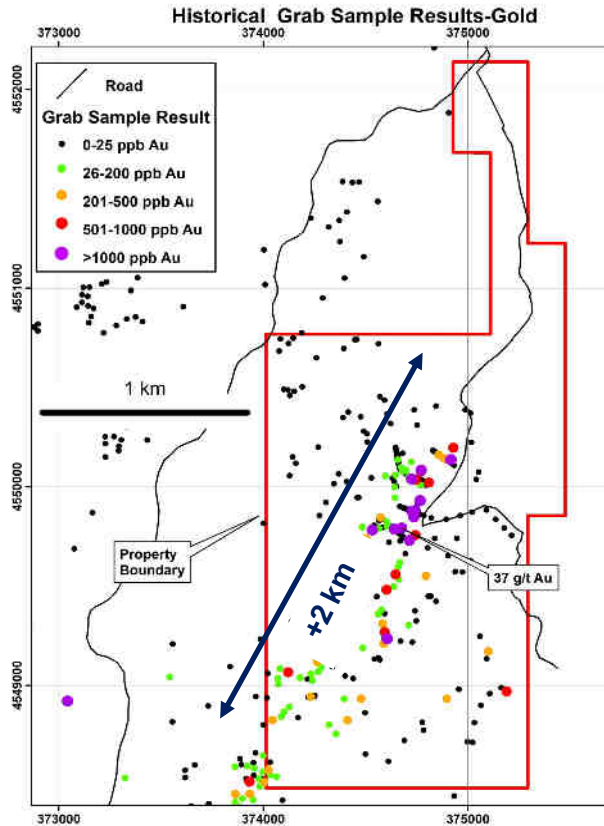 Historical Grab Sample Results-Gold
373000
374000
375000
Road
Grab Sample Result
0-25 ppb Au
26-200 ppb Au
201-500 ppb Au
501-1000 ppb Au
>1000 ppb Au
4552000
4551000
1 km
4550000
Property
Boundary
37 g/t Au
+2 km
4549000
373000
374000
375000